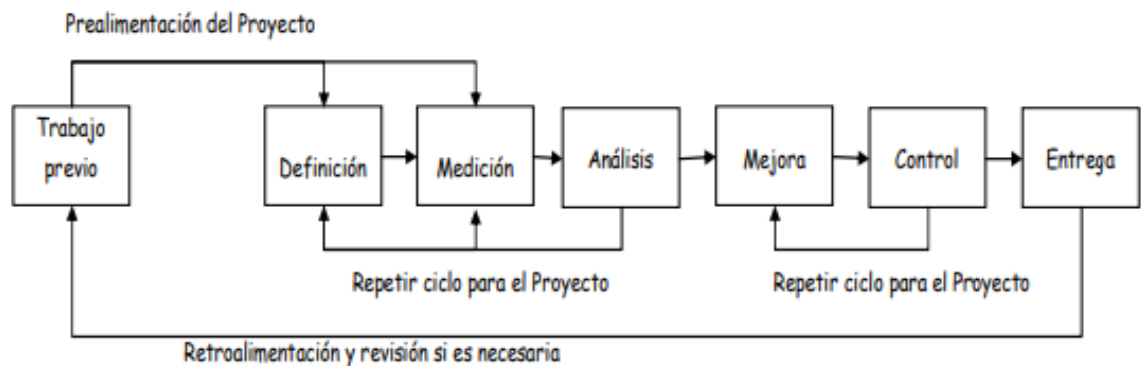 Prealimentación del Proyecto
Trabajo
previo
Definición
Medición
Análisis
Mejora
Control
Entrega
Repetir ciclo para el Proyecto
Repetir ciclo para el Proyecto
Retroalimentación y revisión si es necesaria